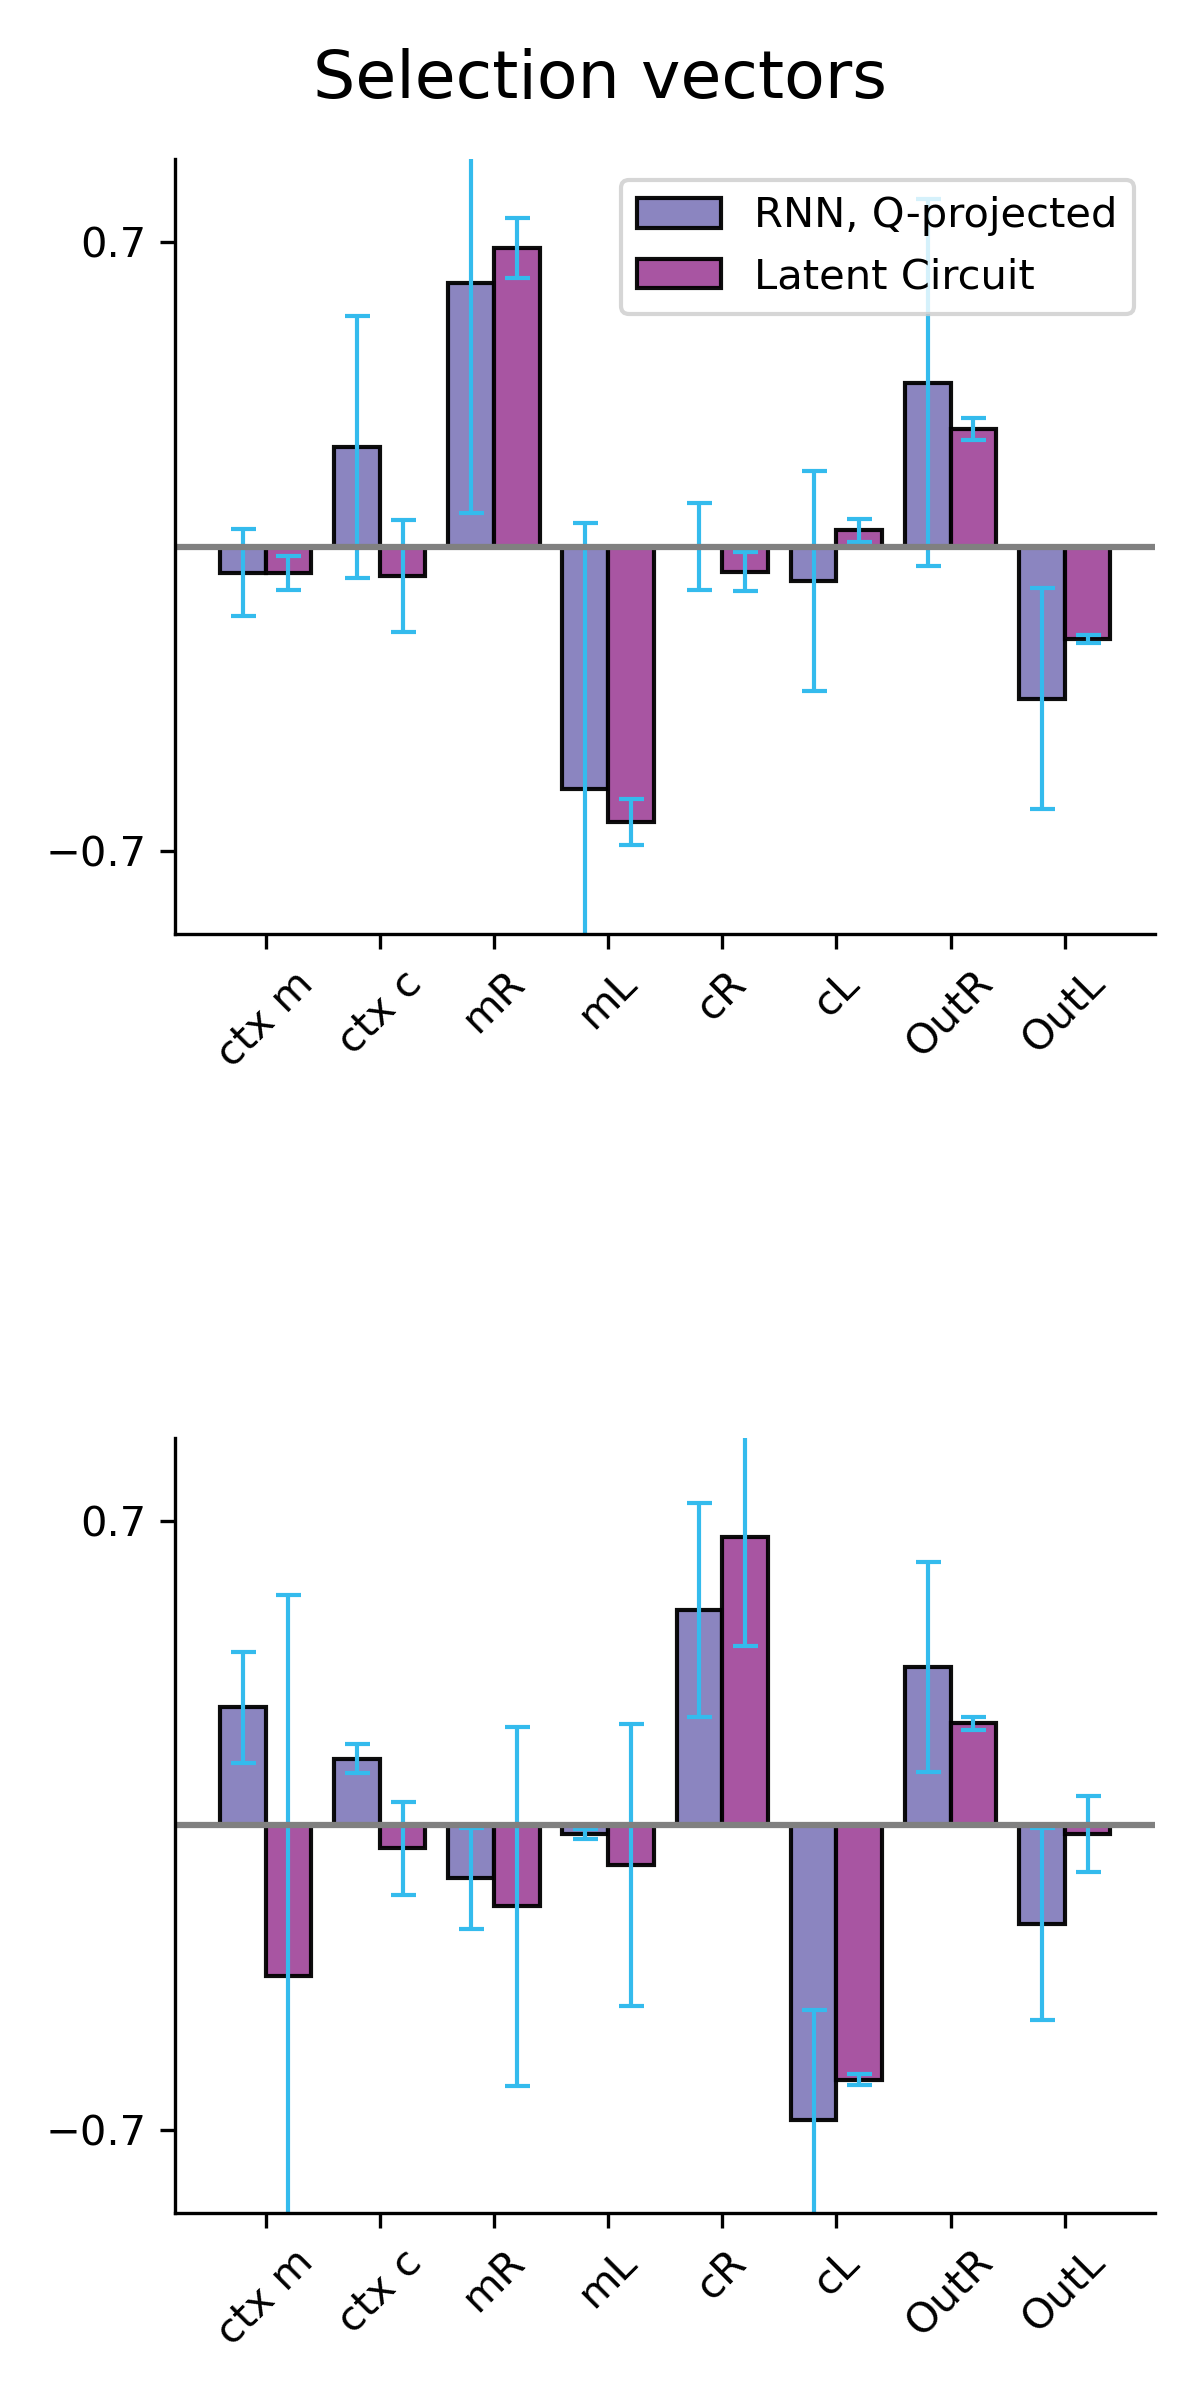 Selection vectors
RNN, Q-projected
Latent Circuit
0.7
−0.7
ctx m
ctx c
mR
mL
cR
cL
OutR
OutL
0.7
−0.7
ctx m
ctx c
mR
mL
cR
cL
OutR
OutL